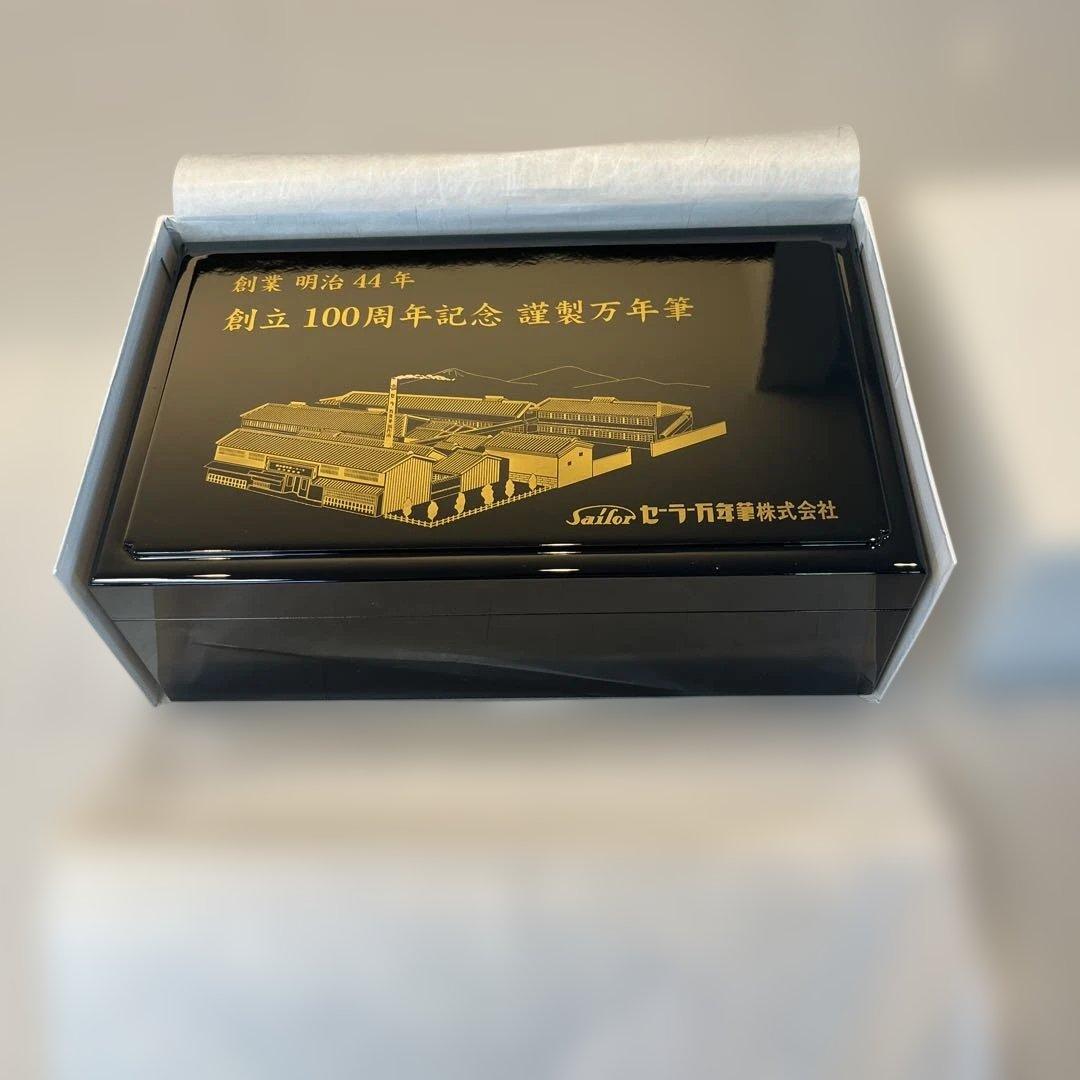 創業 明治 44 年
創立 100周年記念 謹製万年筆
Sailor セーラー万年筆株式会社